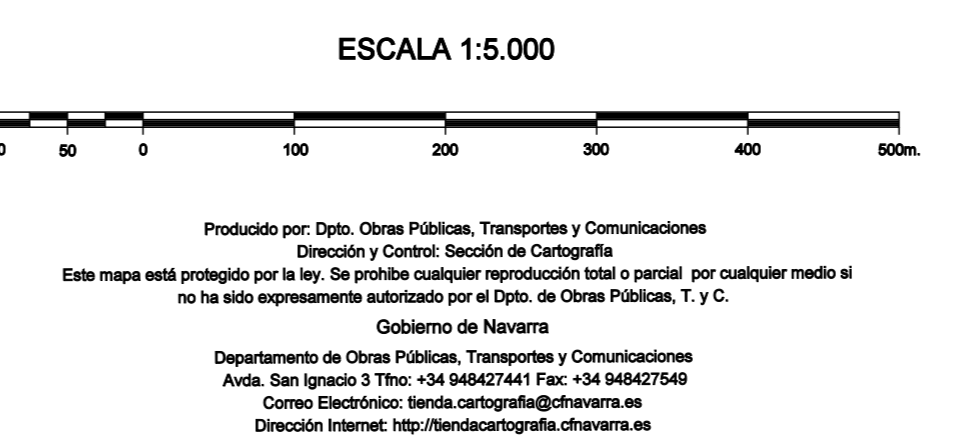 ESCALA 1:5.000
0 50 0 100 200 300 400 500m.
Producido por: Dpto. Obras Públicas, Transportes y Comunicaciones
Dirección y Control: Sección de Cartografía
Este mapa está protegido por la ley. Se prohibe cualquier reproducción total o parcial por cualquier medio si
no ha sido expresamente autorizado por el Dpto. de Obras Públicas, T. y C.
Gobierno de Navarra
Departamento de Obras Públicas, Transportes y Comunicaciones
Avda. San Ignacio 3 Tfno: +34 948427441 Fax: +34 948427549
Correo Electrónico: tienda.cartografia@cfnavarra.es
Dirección Internet: http://tiendacartografia.cfnavarra.es